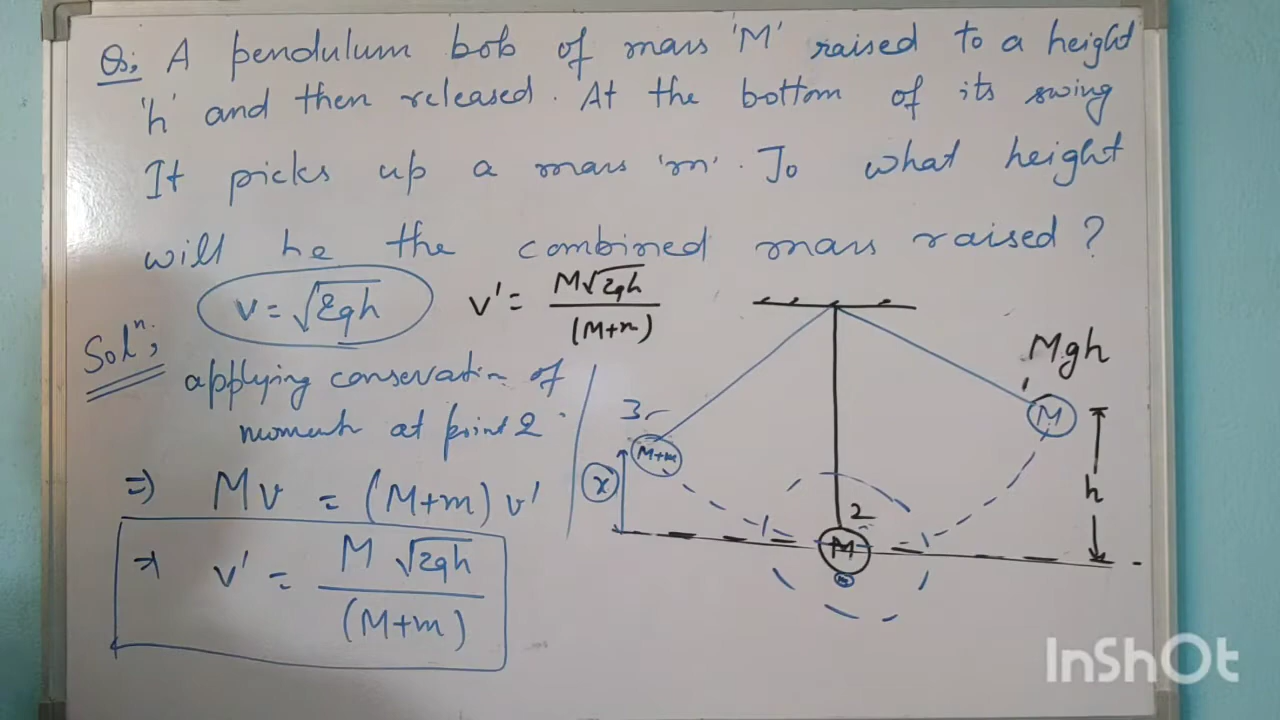 Qs; A pendulum bob of mass 'M' raised to a height
'h' and then released. At the bottom of its swing
It picks up a mass 'm'. To what height
will be the combined mass raised?
v = √2gh
v' = M√2gh / (M+m)
Solⁿ;
applying conservation of
moment at point 2
⇒ Mv = (M+m) v'
→ v' = M √2gh / (M+m)
Mgh
1
M
h
3
M+m
x
2
M
m
InShOt